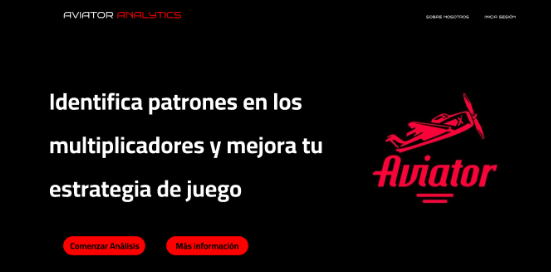 AVIATOR ANALYTICS
SOBRE NOSOTROS
INICIA SESIÓN
Identifica patrones en los
multiplicadores y mejora tu
estrategia de juego
Aviator
Comenzar Análisis
Más información